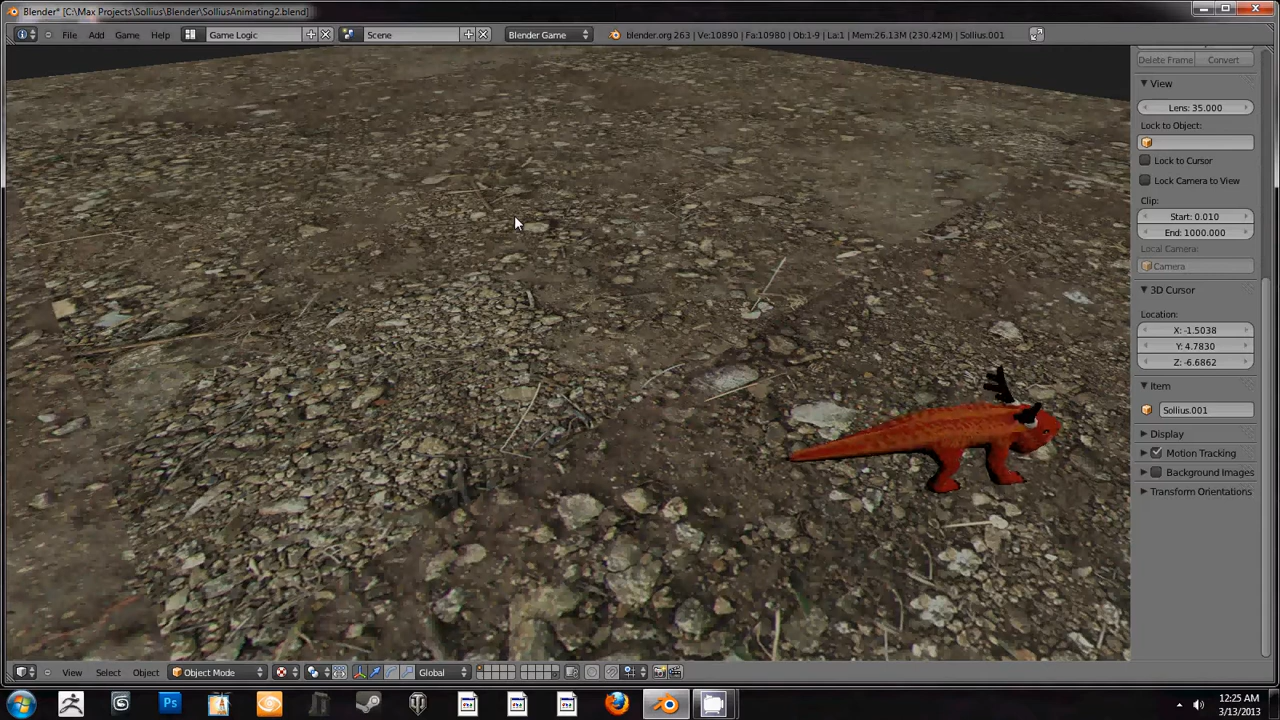 Blender* [C:\Max Projects\Sollius\Blender\SolliusAnimating2.blend]
File Add Game Help Game Logic Scene Blender Game blender.org 263 | Ve:10890 | Fa:10980 | Ob:1-9 | La:1 | Mem:26.13M (230.42M) | Sollius.001
Delete Frame Convert
View
Lens: 35.000
Lock to Object:
Lock to Cursor
Lock Camera to View
Clip:
Start: 0.010
End: 1000.000
Local Camera:
Camera
3D Cursor
Location:
X: -1.5038
Y: 4.7830
Z: -6.6862
Item
Sollius.001
Display
Motion Tracking
Background Images
Transform Orientations
View Select Object Object Mode Global
Ps
12:25 AM
3/13/2013